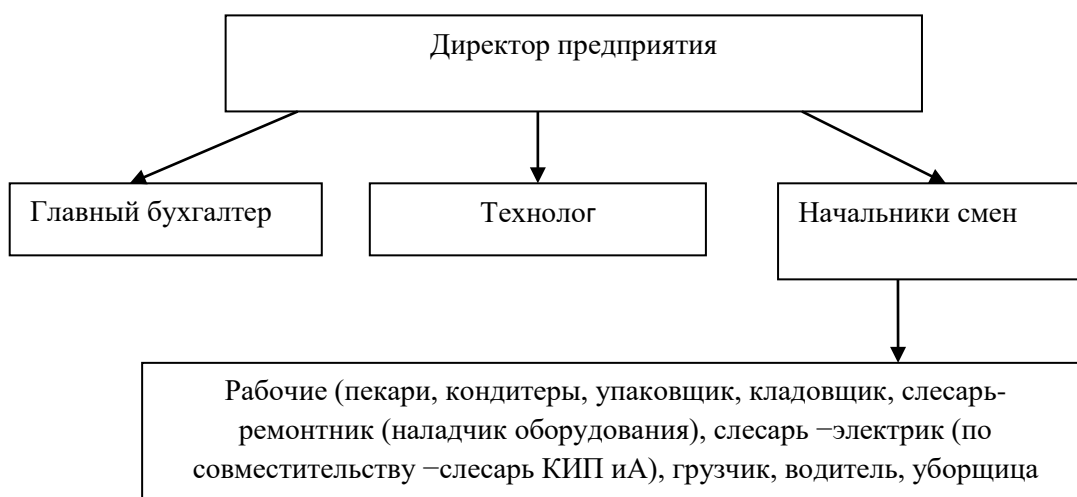 Директор предприятия
Главный бухгалтер
Технолог
Начальники смен
Рабочие (пекари, кондитеры, упаковщик, кладовщик, слесарь-
ремонтник (наладчик оборудования), слесарь −электрик (по
совместительству −слесарь КИП иА), грузчик, водитель, уборщица